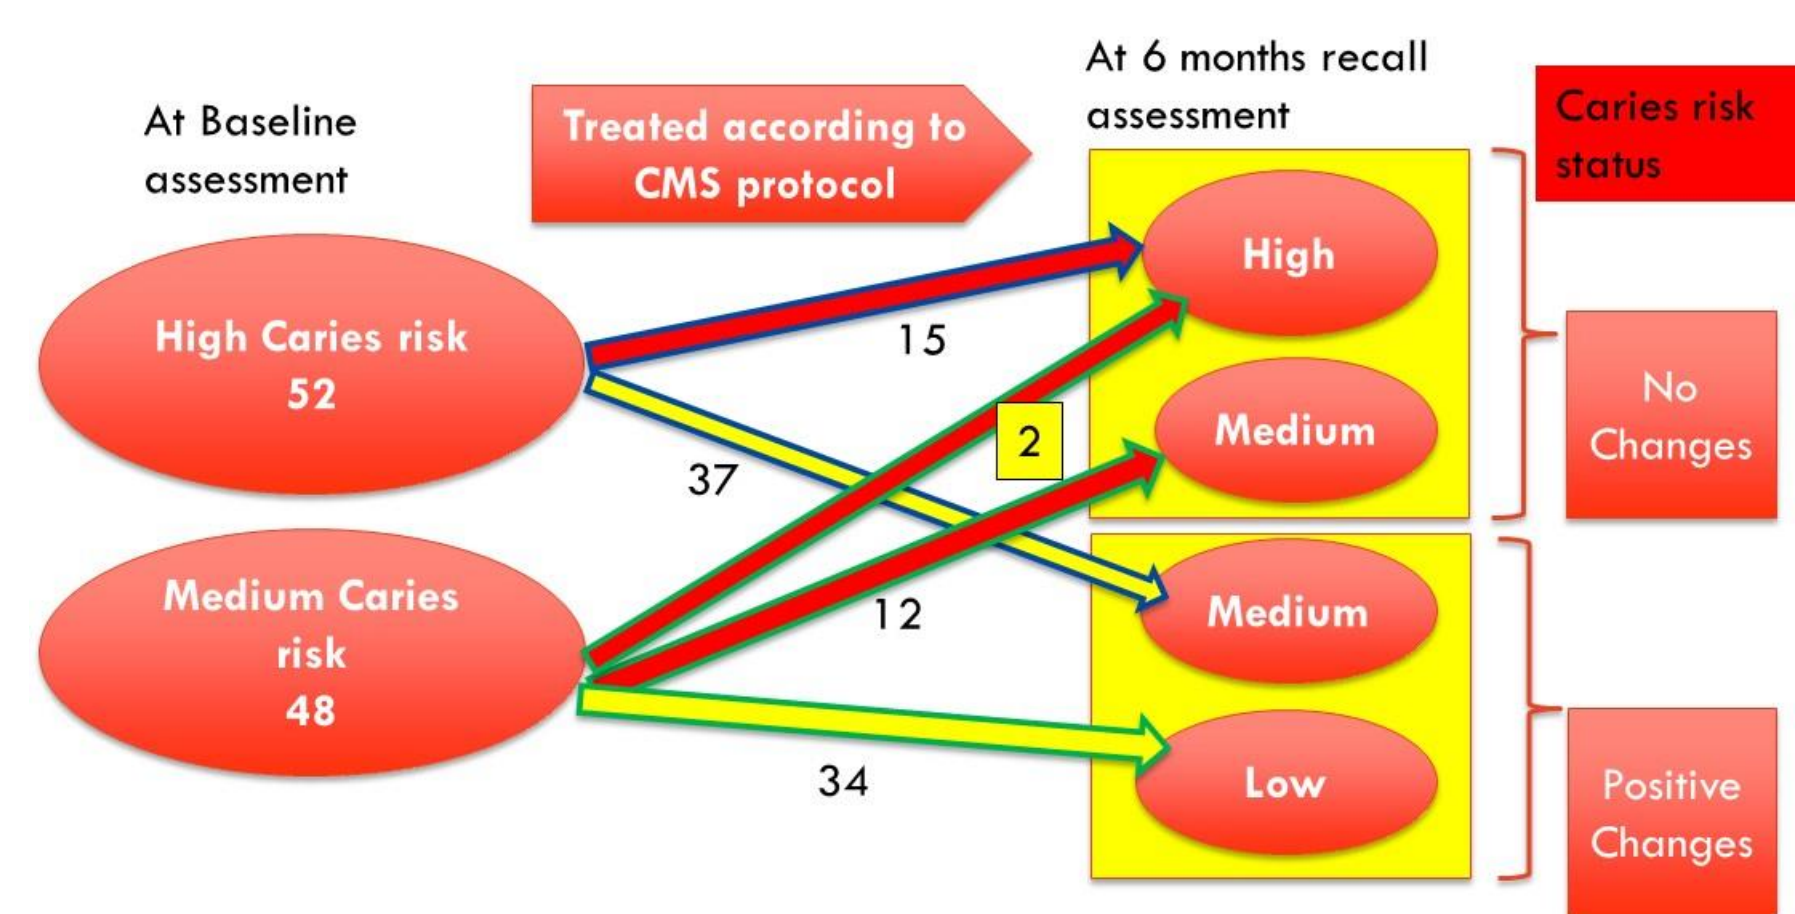 At Baseline
assessment
Treated according to
CMS protocol
At 6 months recall
assessment
Caries risk
status
High Caries risk
52
Medium Caries
risk
48
15
37
2
12
34
High
Medium
Medium
Low
No
Changes
Positive
Changes